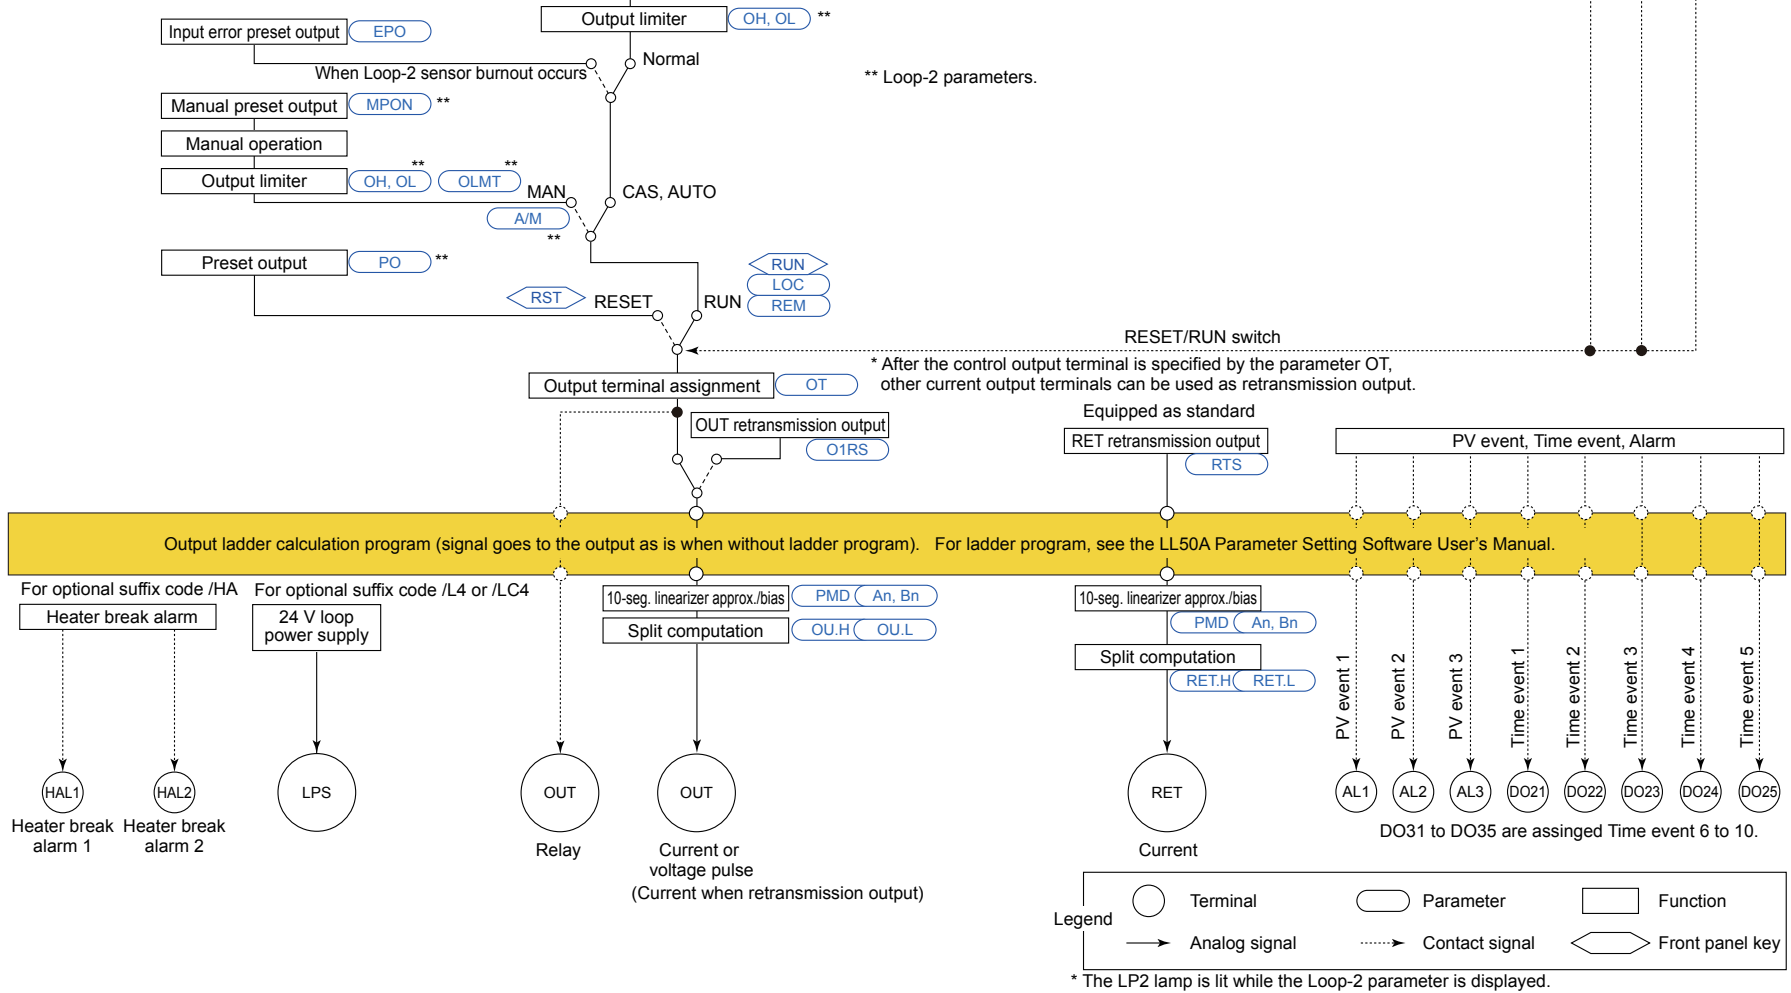 Output limiter OH, OL **
Input error preset output EPO
Normal
When Loop-2 sensor burnout occurs
** Loop-2 parameters.
Manual preset output MPON **
Manual operation
** **
Output limiter OH, OL OLMT
MAN CAS, AUTO
A/M
**
Preset output PO **
RUN
LOC
RST RESET RUN REM
RESET/RUN switch
* After the control output terminal is specified by the parameter OT,
other current output terminals can be used as retransmission output.
Output terminal assignment OT
Equipped as standard
OUT retransmission output
O1RS
RET retransmission output
RTS
PV event, Time event, Alarm
Output ladder calculation program (signal goes to the output as is when without ladder program). For ladder program, see the LL50A Parameter Setting Software User's Manual.
For optional suffix code /HA
Heater break alarm
For optional suffix code /L4 or /LC4
24 V loop
power supply
10-seg. linearizer approx./bias PMD An, Bn
Split computation OU.H OU.L
10-seg. linearizer approx./bias
PMD An, Bn
Split computation
RET.H RET.L
PV event 1
PV event 2
PV event 3
Time event 1
Time event 2
Time event 3
Time event 4
Time event 5
HAL1 HAL2 LPS OUT OUT RET AL1 AL2 AL3 DO21 DO22 DO23 DO24 DO25
Heater break
alarm 1
Heater break
alarm 2
Relay
Current or
voltage pulse
(Current when retransmission output)
Current
DO31 to DO35 are assinged Time event 6 to 10.
Legend
Terminal Parameter Function
Analog signal Contact signal Front panel key
* The LP2 lamp is lit while the Loop-2 parameter is displayed.